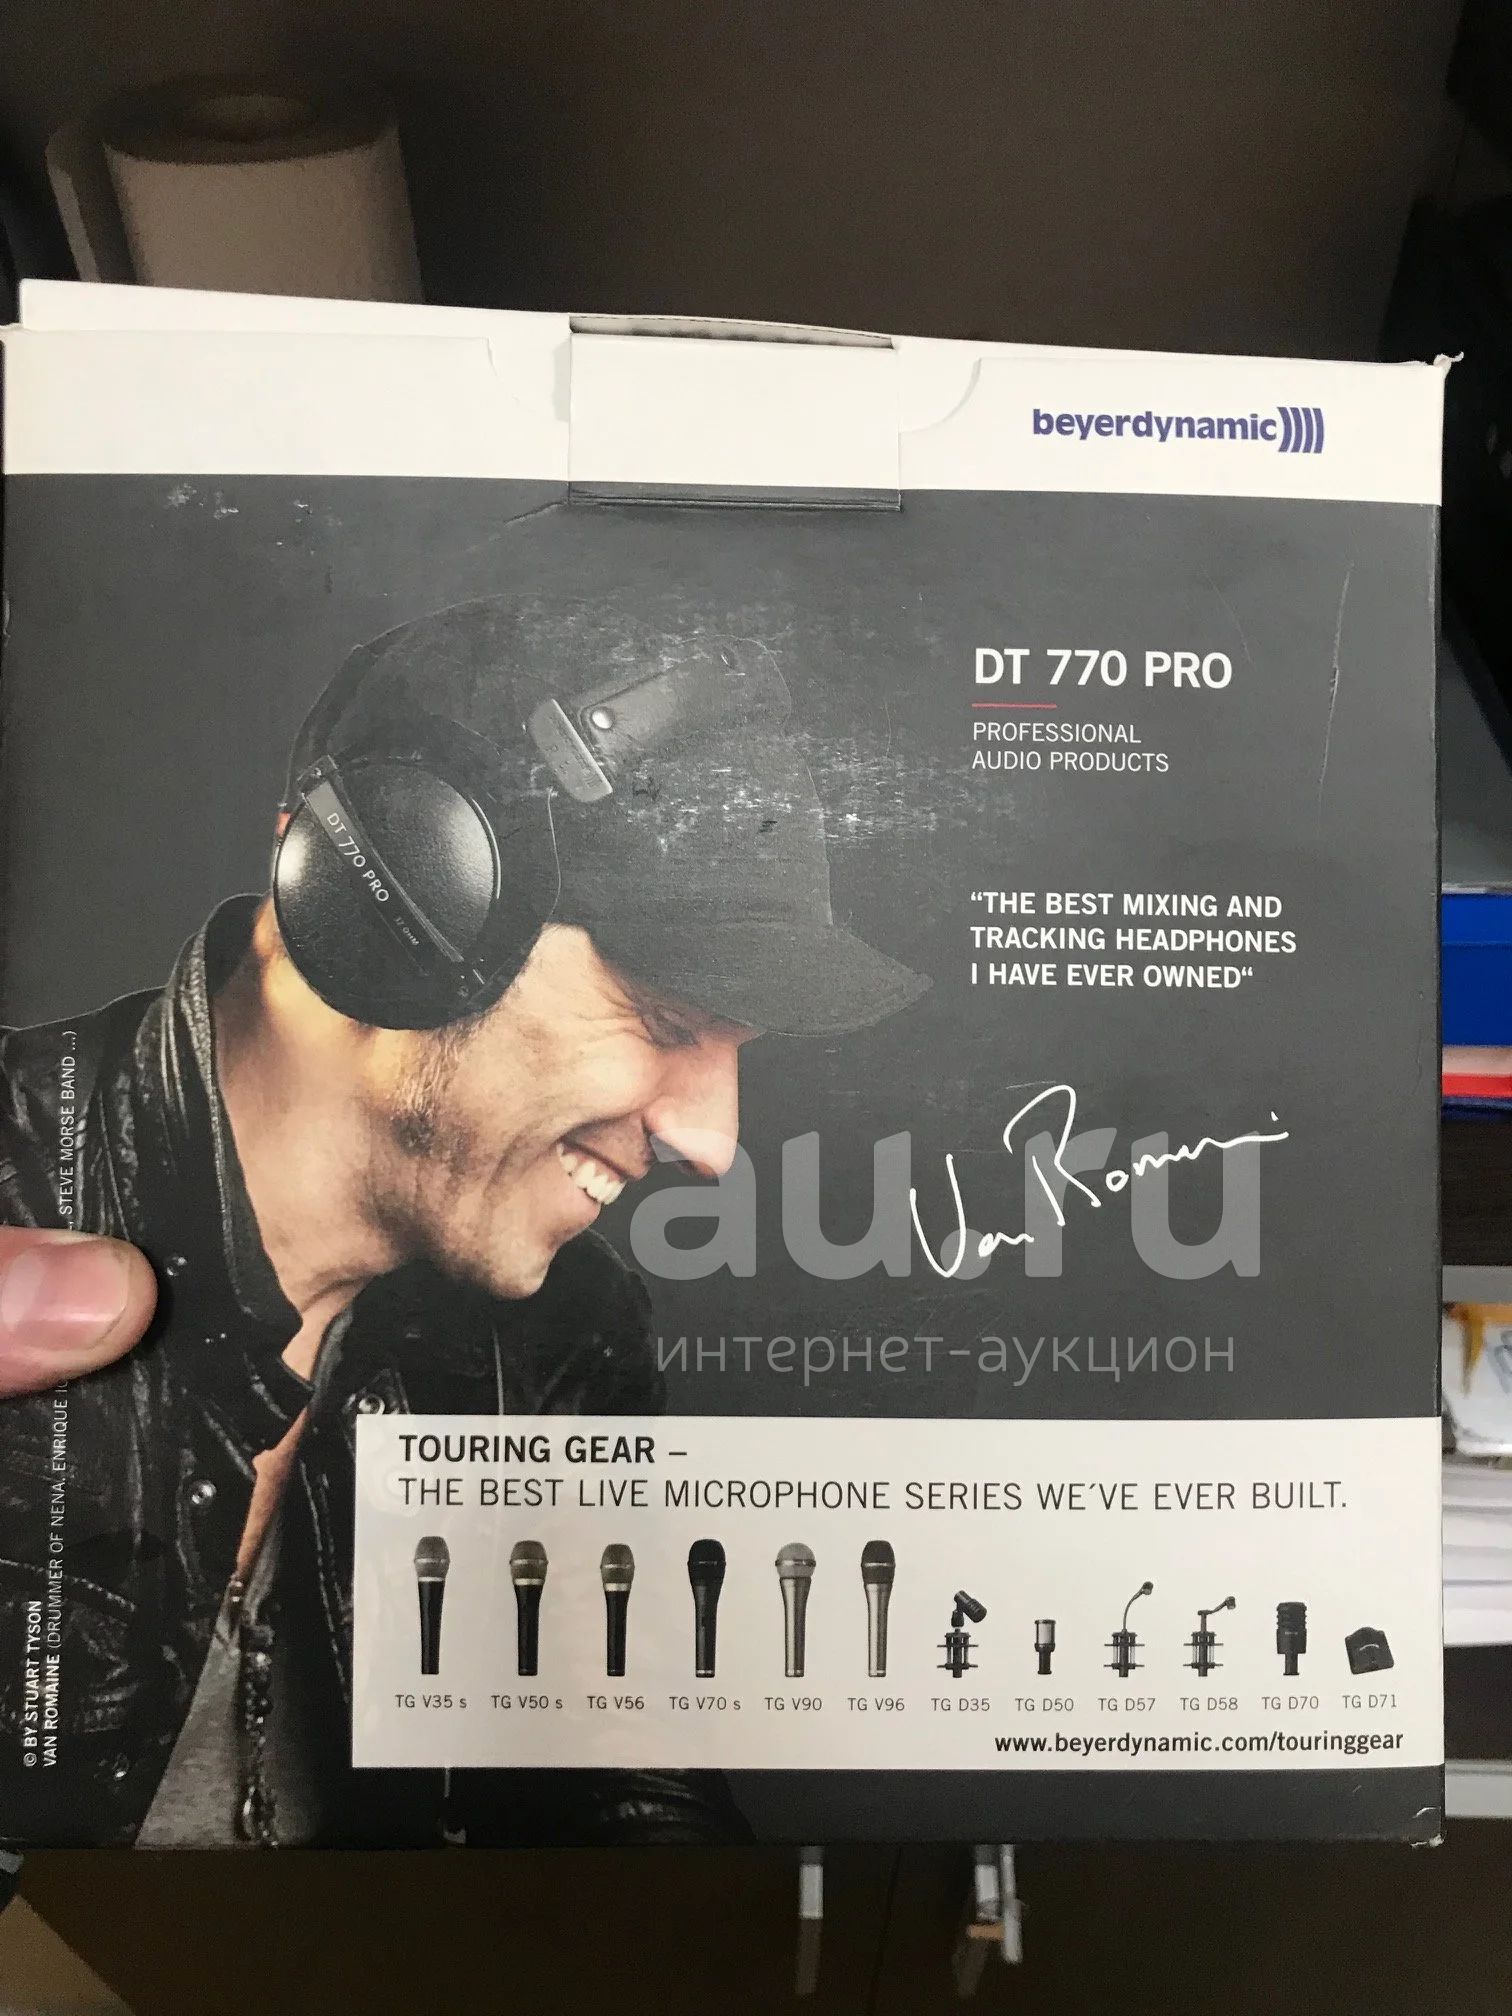 beyerdynamic
DT 770 PRO
PROFESSIONAL
AUDIO PRODUCTS
DT 770 PRO
“THE BEST MIXING AND
TRACKING HEADPHONES
I HAVE EVER OWNED“
Van Romaine
au.ru
интернет-аукцион
TOURING GEAR –
THE BEST LIVE MICROPHONE SERIES WE´VE EVER BUILT.
TG V35 s TG V50 s TG V56 TG V70 s TG V90 TG V96 TG D35 TG D50 TG D57 TG D58 TG D70 TG D71
www.beyerdynamic.com/touringgear
© BY STUART TYSON
VAN ROMAINE (DRUMMER OF NENA, ENRIQUE , STEVE MORSE BAND ...)